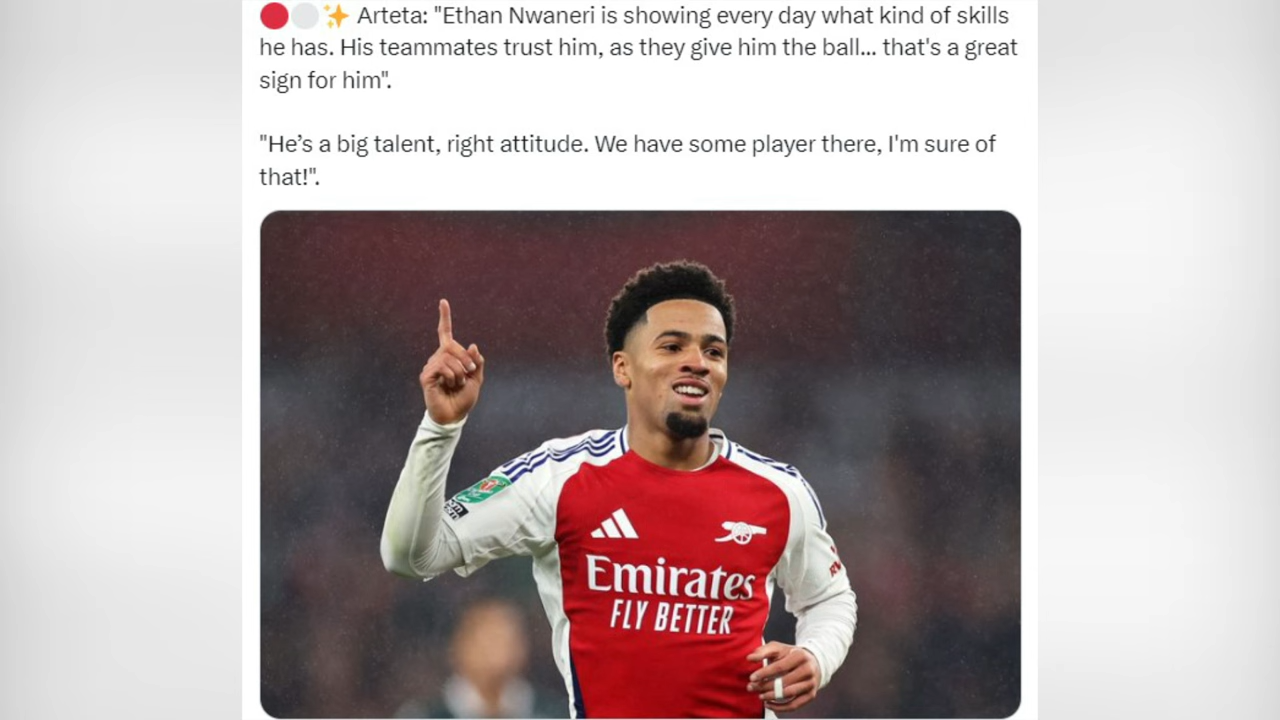 🔴⚪✨ Arteta: "Ethan Nwaneri is showing every day what kind of skills
he has. His teammates trust him, as they give him the ball... that's a great
sign for him".
"He’s a big talent, right attitude. We have some player there, I'm sure of
that!".
Emirates
FLY BETTER